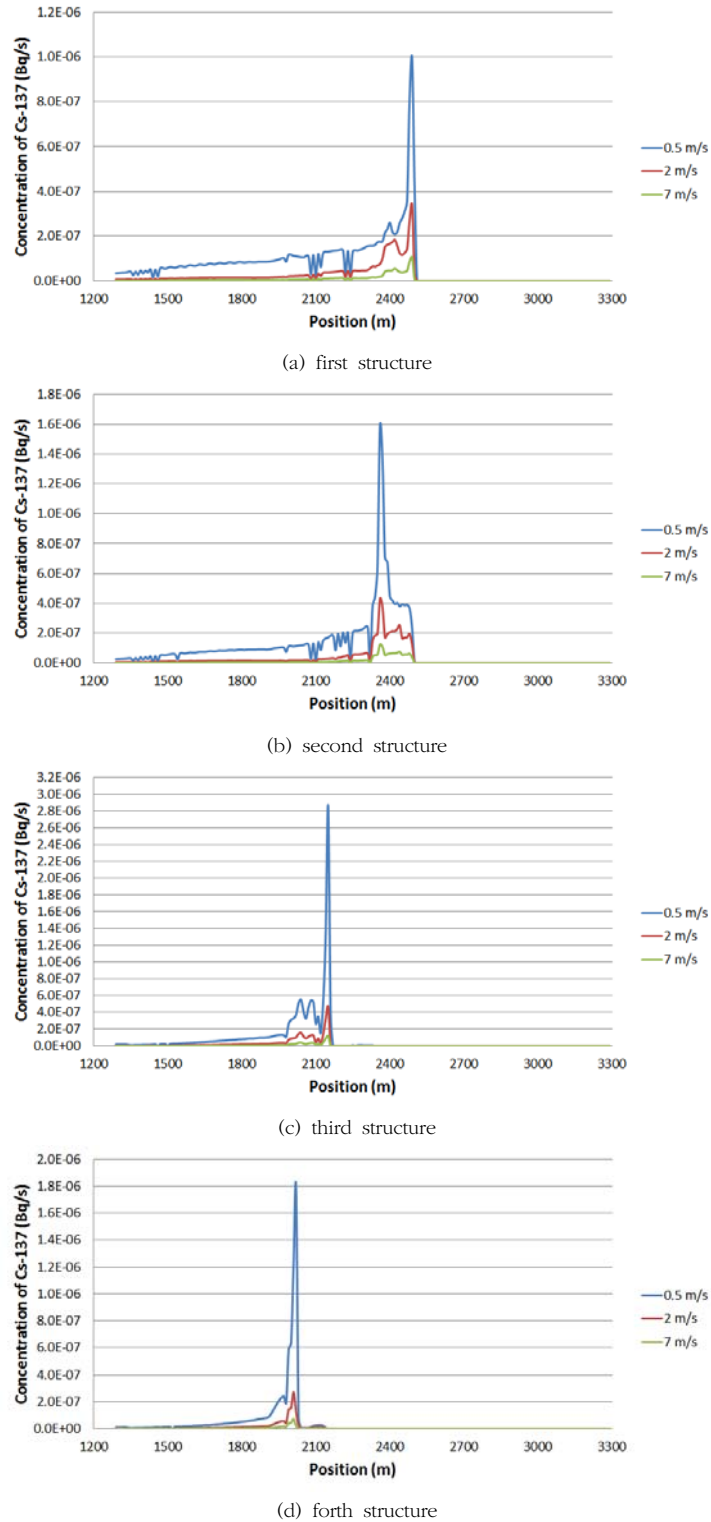 1.2E-06
1.0E-06
8.0E-07
6.0E-07
4.0E-07
2.0E-07
0.0E+00
Concentration of Cs-137 (Bq/s)
1200 1500 1800 2100 2400 2700 3000 3300
Position (m)
0.5 m/s
2 m/s
7 m/s
(a) first structure
1.8E-06
1.6E-06
1.4E-06
1.2E-06
1.0E-06
8.0E-07
6.0E-07
4.0E-07
2.0E-07
0.0E+00
Concentration of Cs-137 (Bq/s)
1200 1500 1800 2100 2400 2700 3000 3300
Position (m)
0.5 m/s
2 m/s
7 m/s
(b) second structure
3.2E-06
3.0E-06
2.8E-06
2.6E-06
2.4E-06
2.2E-06
2.0E-06
1.8E-06
1.6E-06
1.4E-06
1.2E-06
1.0E-06
8.0E-07
6.0E-07
4.0E-07
2.0E-07
0.0E+00
Concentration of Cs-137 (Bq/s)
1200 1500 1800 2100 2400 2700 3000 3300
Position (m)
0.5 m/s
2 m/s
7 m/s
(c) third structure
2.0E-06
1.8E-06
1.6E-06
1.4E-06
1.2E-06
1.0E-06
8.0E-07
6.0E-07
4.0E-07
2.0E-07
0.0E+00
Concentration of Cs-137 (Bq/s)
1200 1500 1800 2100 2400 2700 3000 3300
Position (m)
0.5 m/s
2 m/s
7 m/s
(d) forth structure